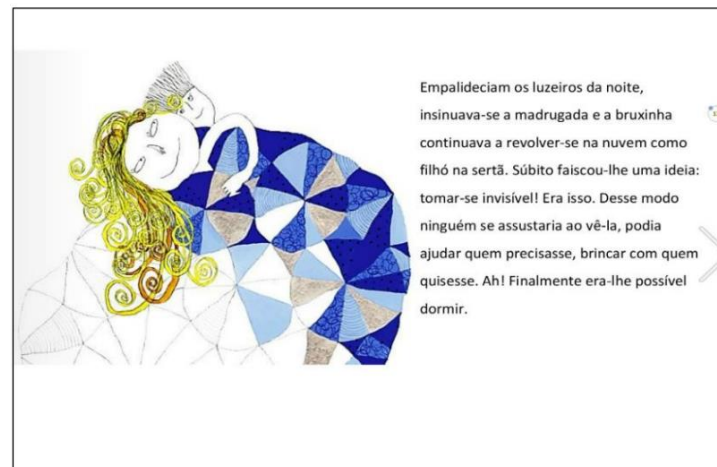 Empalideciam os luzeiros da noite,
insinuava-se a madrugada e a bruxinha
continuava a revolver-se na nuvem como
filhó na sertã. Súbito faiscou-lhe uma ideia:
tomar-se invisível! Era isso. Desse modo
ninguém se assustaria ao vê-la, podia
ajudar quem precisasse, brincar com quem
quisesse. Ah! Finalmente era-lhe possível
dormir.